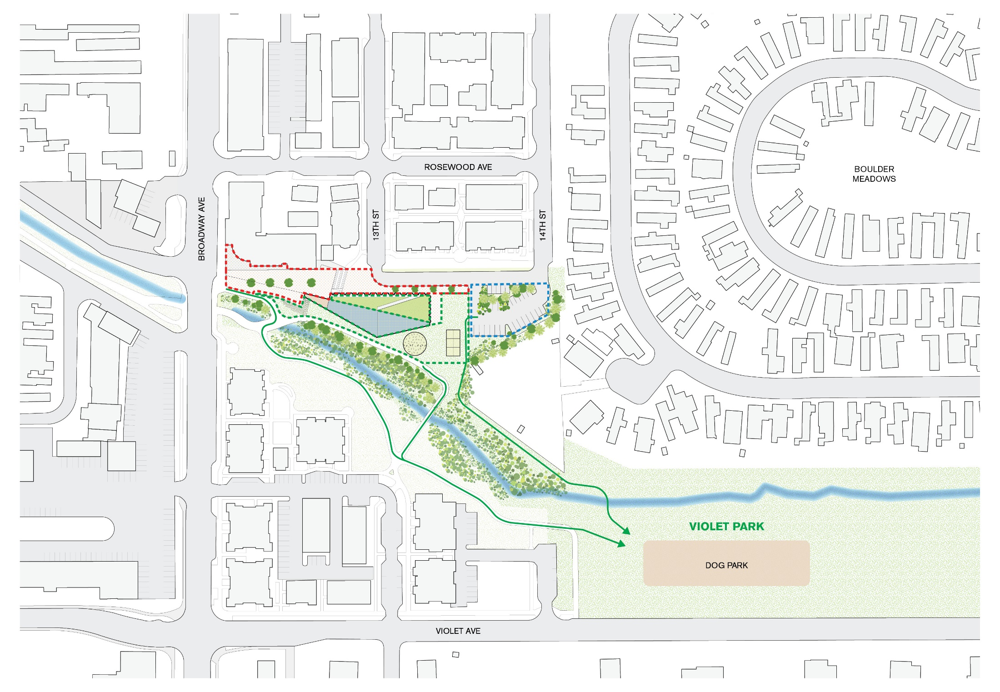 ROSEWOOD AVE
BOULDER
MEADOWS
BROADWAY AVE
13TH ST
14TH ST
VIOLET PARK
DOG PARK
VIOLET AVE